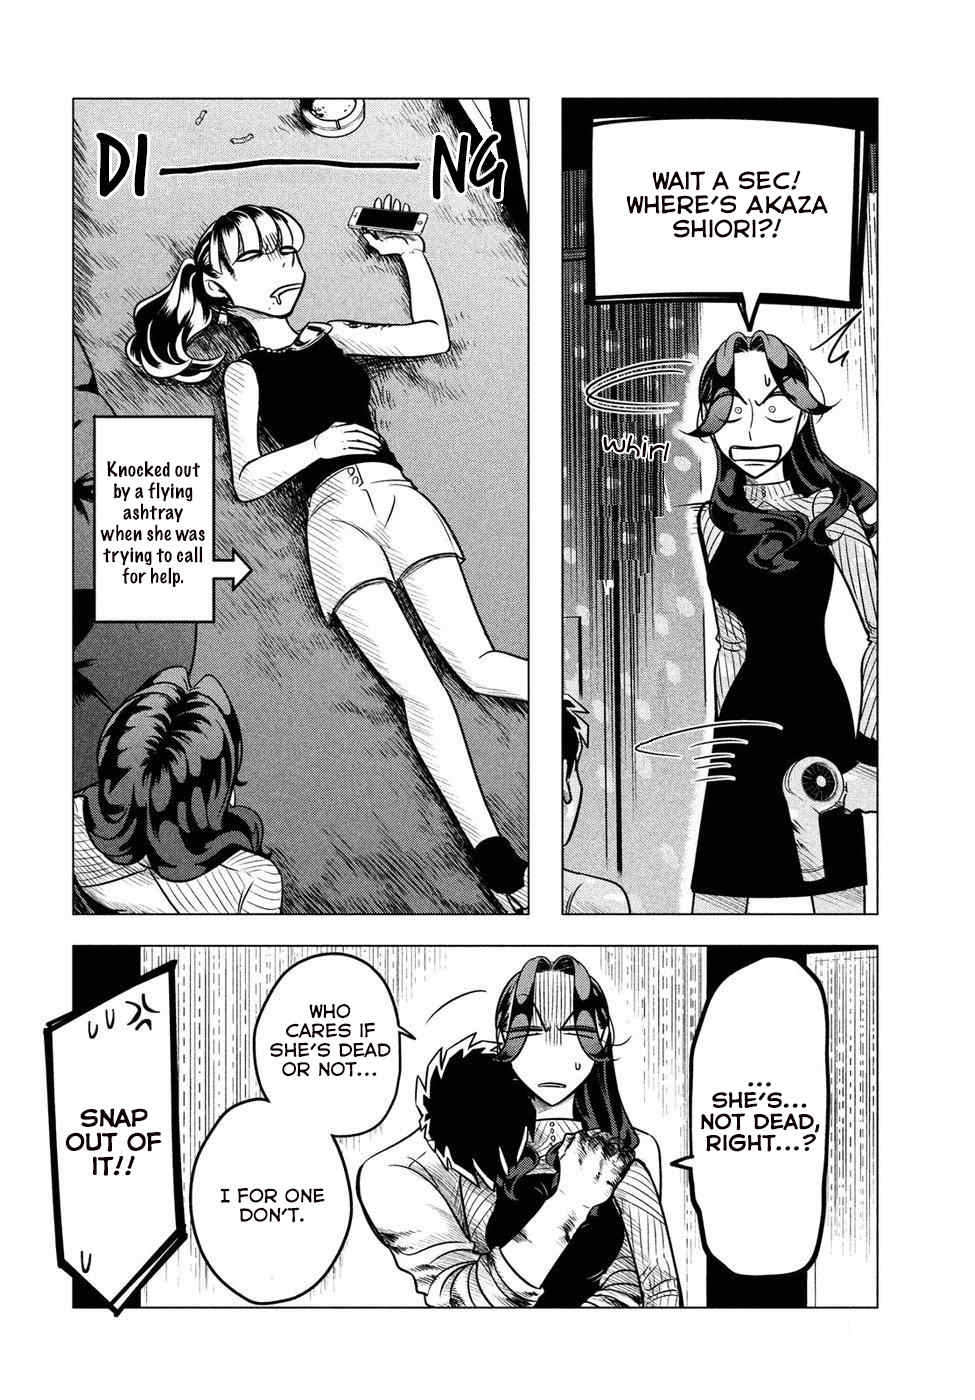 WAIT A SEC!
WHERE'S AKAZA
SHIORI?!
whirl
DI——NG
Knocked out
by a flying
ashtray
when she was
trying to call
for help.
...
SHE'S...
NOT DEAD,
RIGHT...?
WHO
CARES IF
SHE'S DEAD
OR NOT...
I FOR ONE
DON'T.
SNAP
OUT OF
IT!!